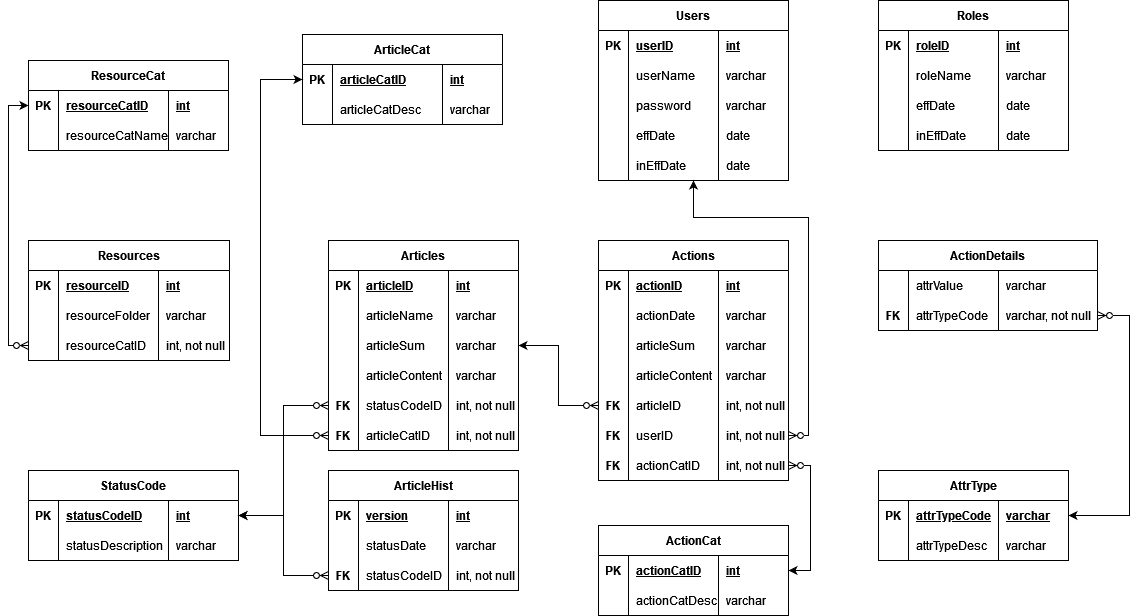 Users
PK userID int
userName varchar
password varchar
effDate date
inEffDate date
Roles
PK roleID int
roleName varchar
effDate date
inEffDate date
ArticleCat
PK articleCatID int
articleCatDesc varchar
ResourceCat
PK resourceCatID int
resourceCatName varchar
Resources
PK resourceID int
resourceFolder varchar
resourceCatID int, not null
Articles
PK articleID int
articleName varchar
articleSum varchar
articleContent varchar
FK statusCodeID int, not null
FK articleCatID int, not null
Actions
PK actionID int
actionDate varchar
articleSum varchar
articleContent varchar
FK articleID int, not null
FK userID int, not null
FK actionCatID int, not null
ActionDetails
attrValue varchar
FK attrTypeCode varchar, not null
StatusCode
PK statusCodeID int
statusDescription varchar
ArticleHist
PK version int
statusDate varchar
FK statusCodeID int, not null
ActionCat
PK actionCatID int
actionCatDesc varchar
AttrType
PK attrTypeCode varchar
attrTypeDesc varchar